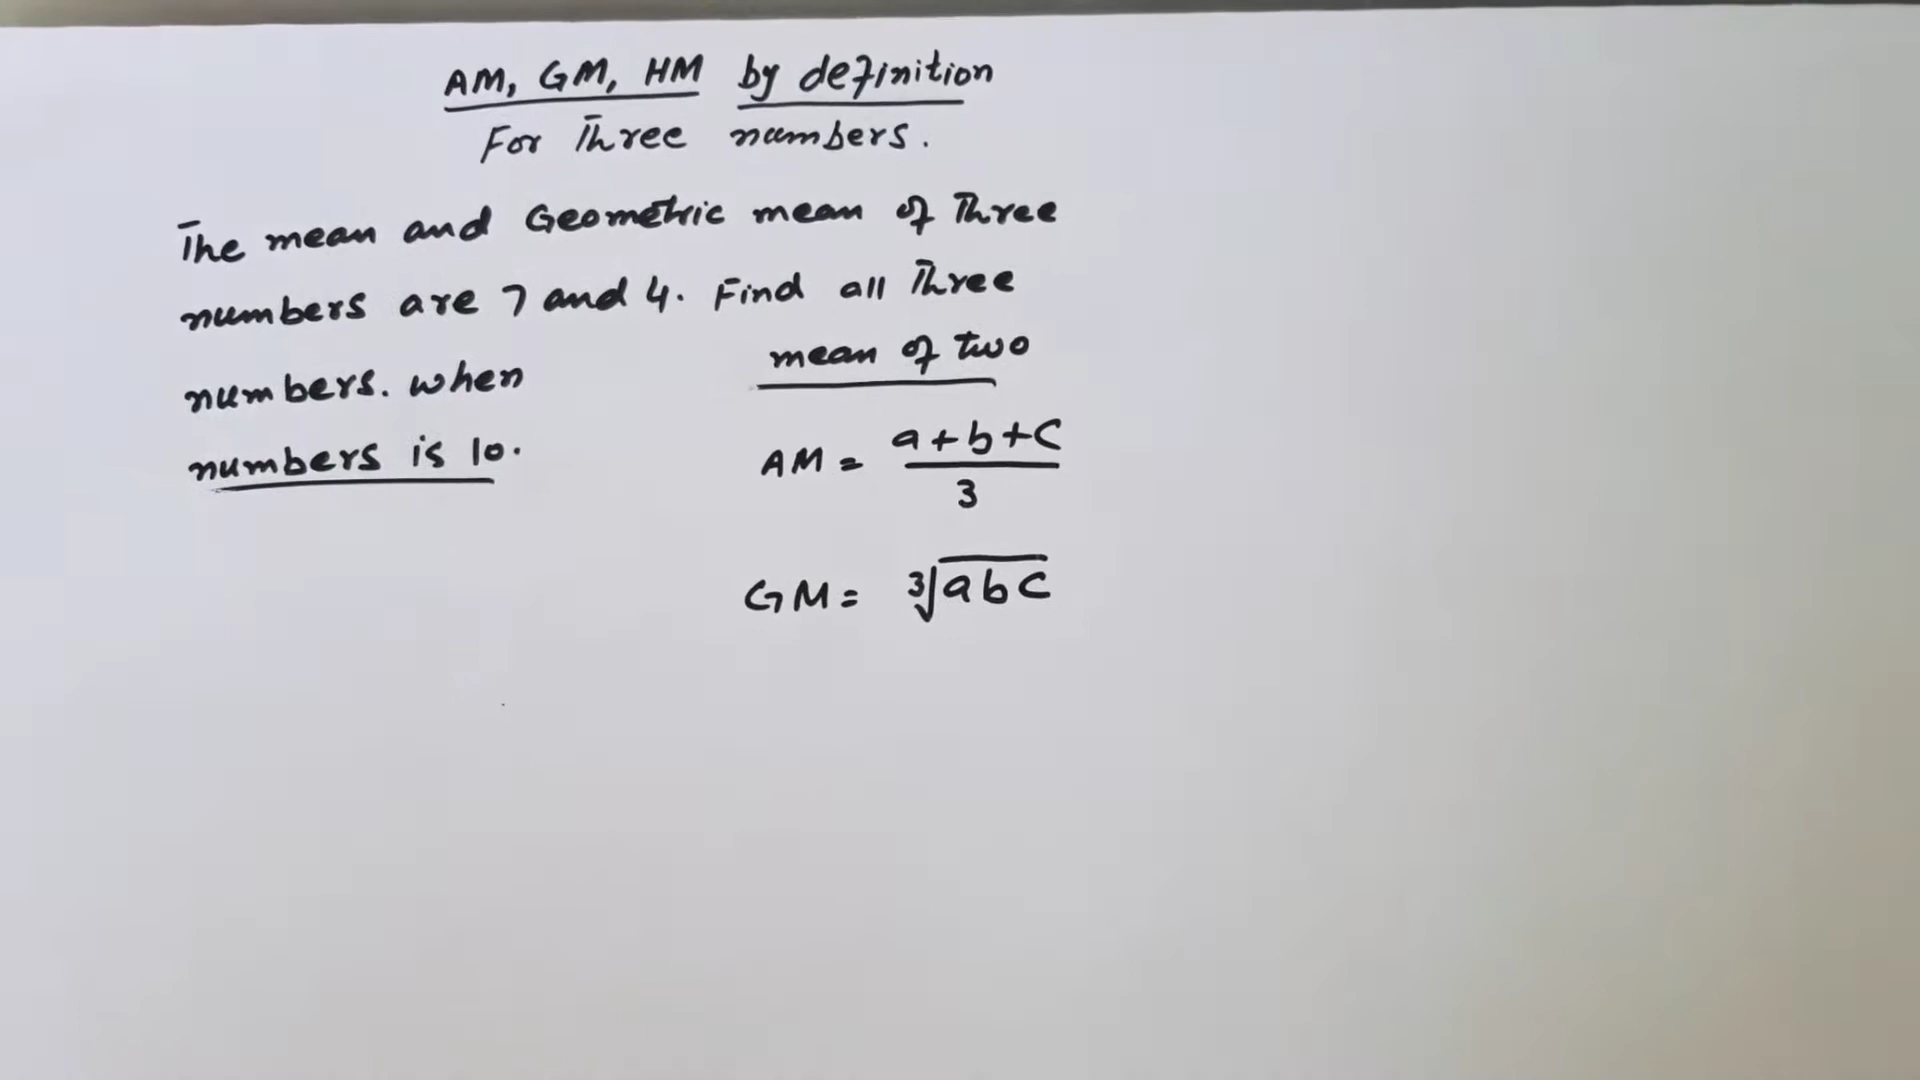 AM, GM, HM by definition
For Three numbers.
The mean and Geometric mean of Three
numbers are 7 and 4. Find all Three
numbers. when mean of two
numbers is 10.
AM = a+b+c / 3
GM = ∛abc